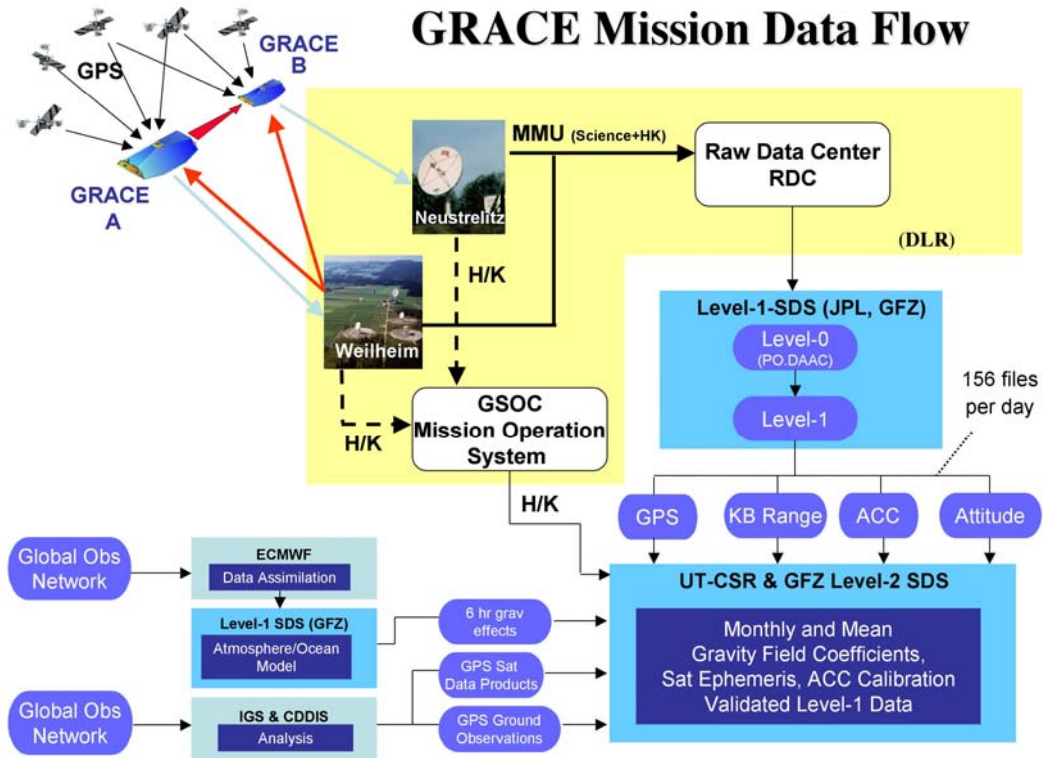 GRACE Mission Data Flow
GPS
GRACE
B
GRACE
A
Neustrelitz
MMU (Science+HK)
Raw Data Center
RDC
(DLR)
H/K
Weilheim
H/K
GSOC
Mission Operation
System
H/K
Level-1-SDS (JPL, GFZ)
Level-0
(PO.DAAC)
Level-1
156 files
per day
GPS
KB Range
ACC
Attitude
Global Obs
Network
ECMWF
Data Assimilation
Level-1 SDS (GFZ)
Atmosphere/Ocean
Model
6 hr grav
effects
GPS Sat
Data Products
Global Obs
Network
IGS & CDDIS
Analysis
GPS Ground
Observations
UT-CSR & GFZ Level-2 SDS
Monthly and Mean
Gravity Field Coefficients,
Sat Ephemeris, ACC Calibration
Validated Level-1 Data